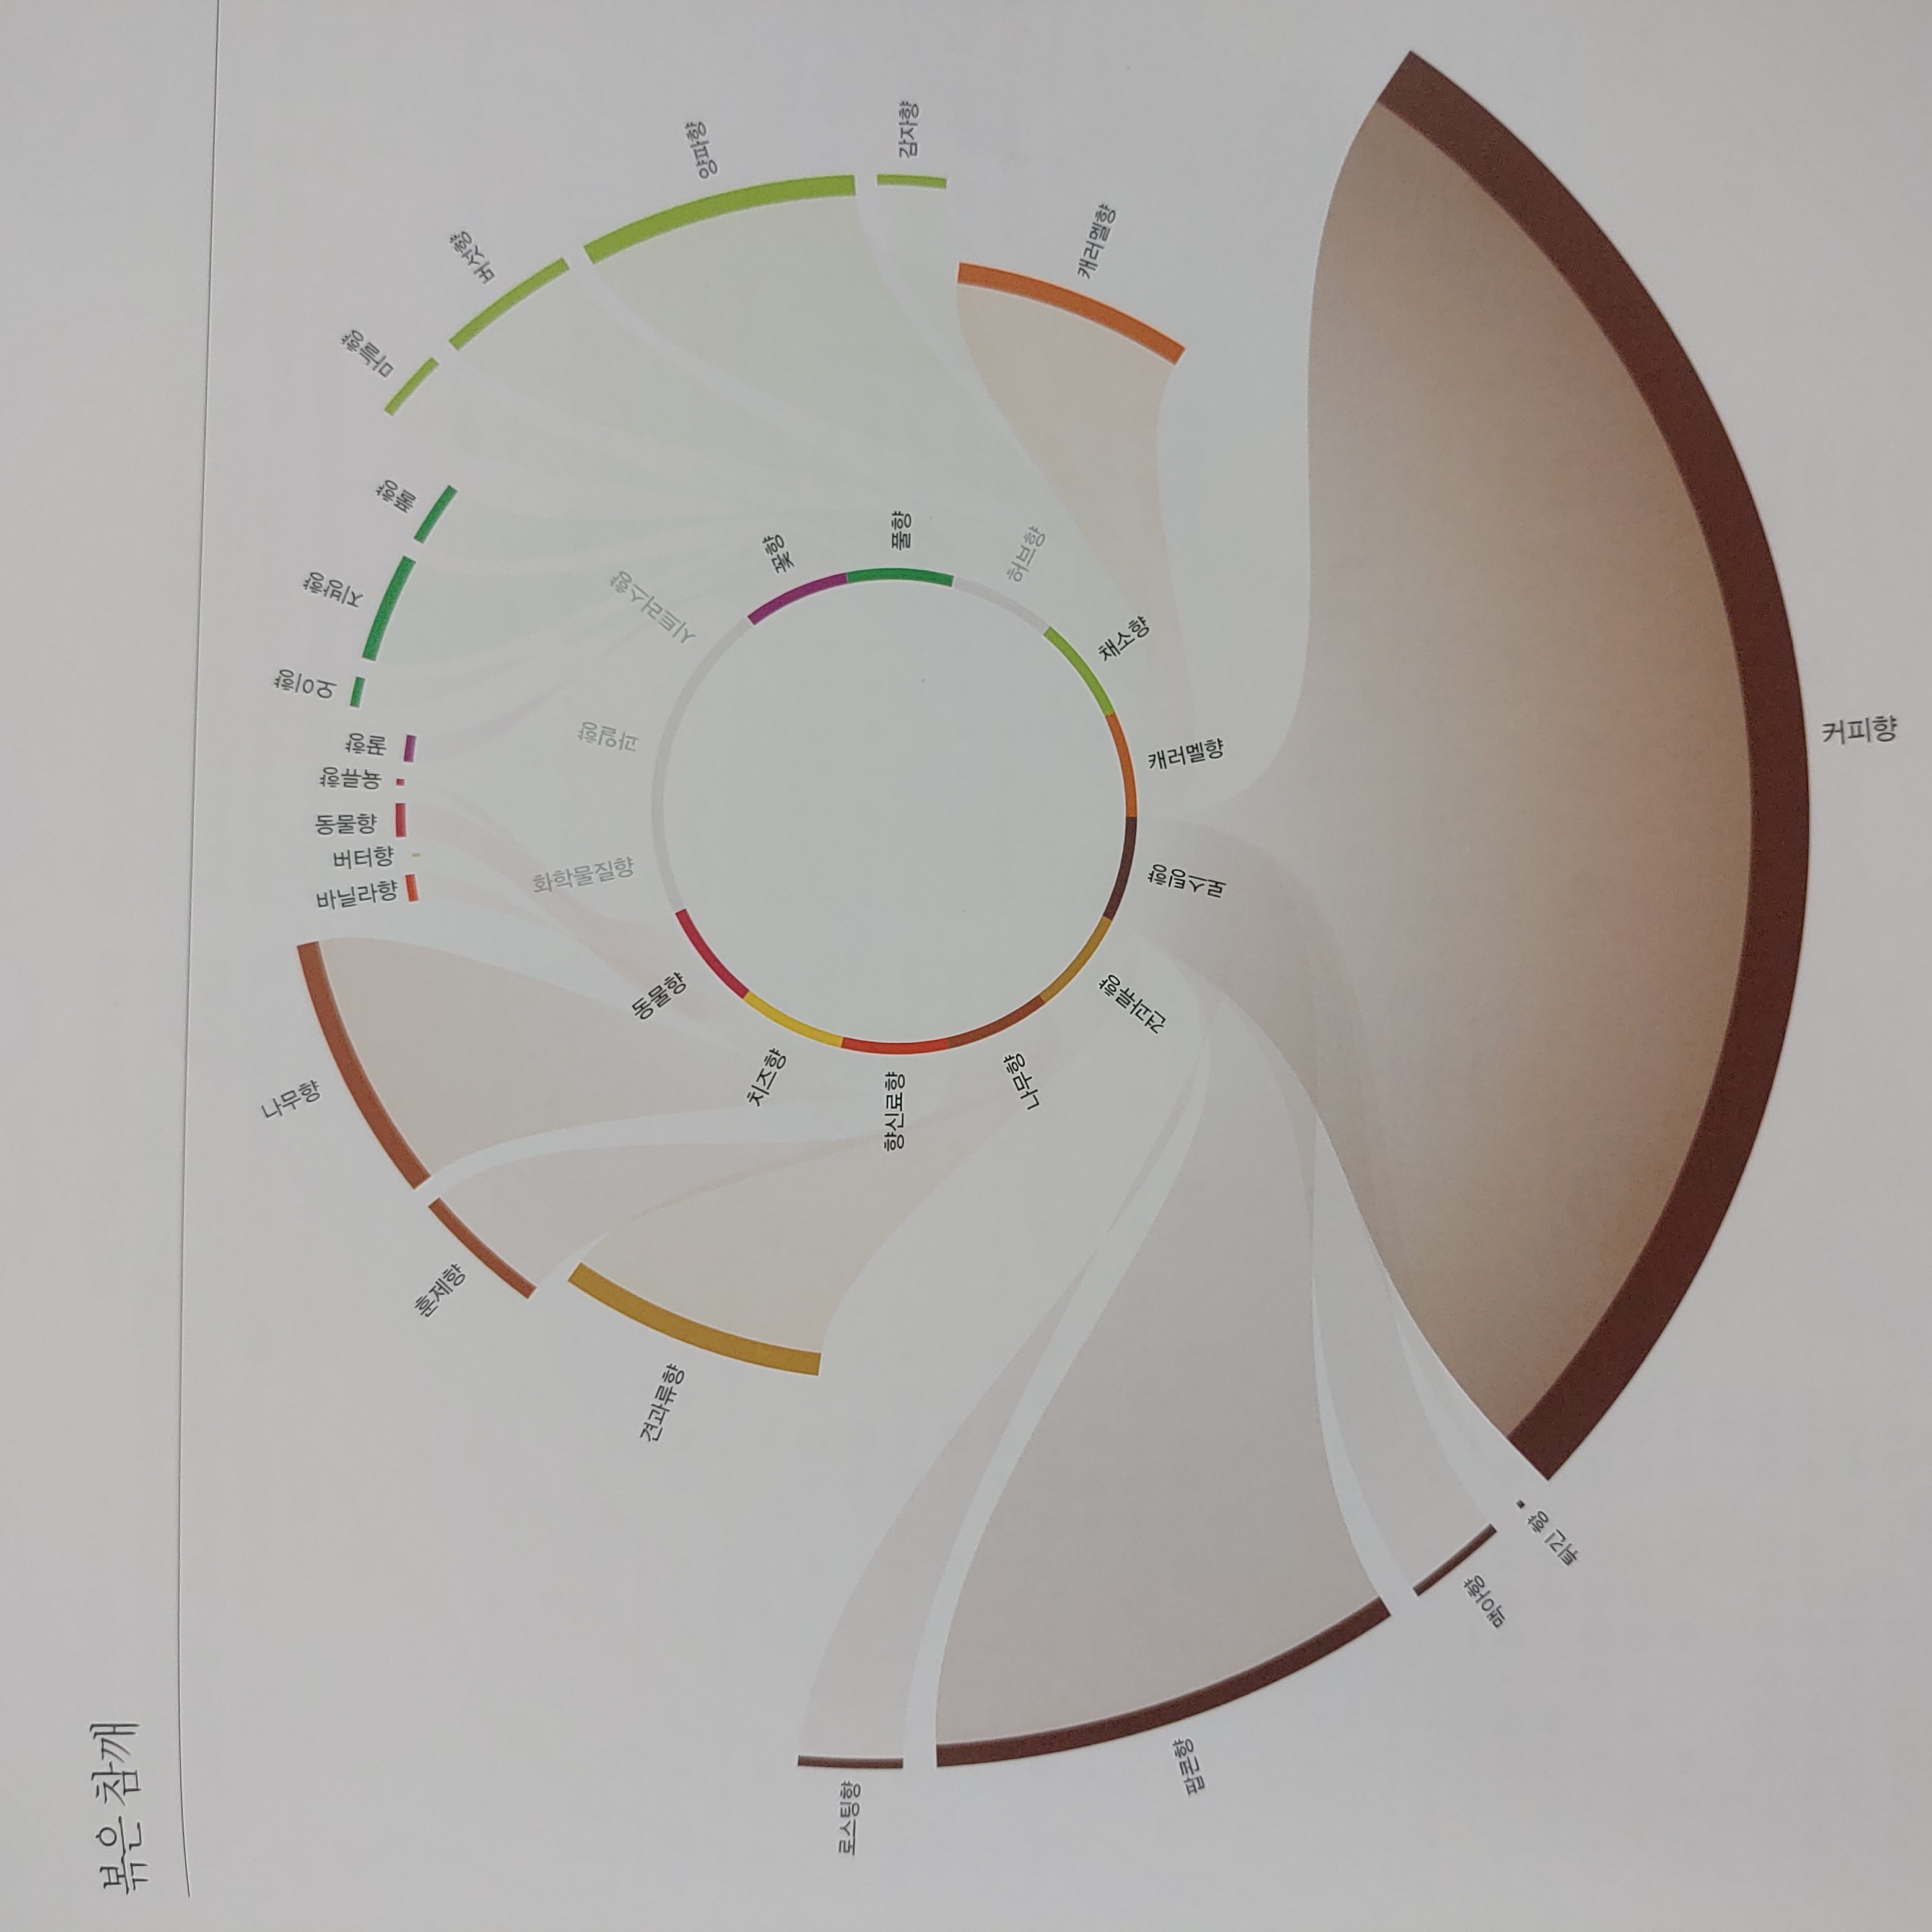 볶은 참깨
나무향
훈제향
견과류향
로스팅향
팝콘향
맥아향
튀긴 향
커피향
캐러멜향
감자향
양파향
버섯향
마늘향
풀향
지방향
오이향
꿀향
육류향
동물향
버터향
바닐라향
화학물질향
과일향
시트러스향
꽃향
풀향
허브향
채소향
캐러멜향
로스팅향
견과류향
나무향
향신료향
치즈향
동물향